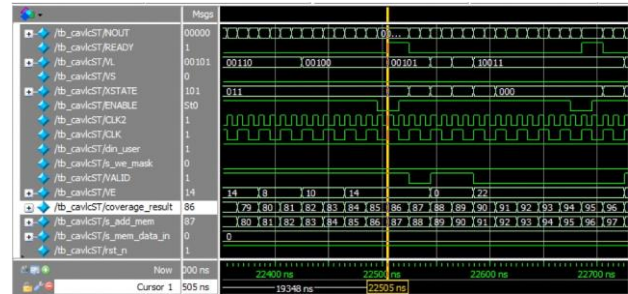 Msgs
/tb_cavlcST/NOUT 00000 00...
/tb_cavlcST/READY 1
/tb_cavlcST/VL 00101 00110 00100 00101 10011
/tb_cavlcST/VS 0
/tb_cavlcST/XSTATE 101 011 000
/tb_cavlcST/ENABLE St0
/tb_cavlcST/CLK2 1
/tb_cavlcST/CLK 1
/tb_cavlcST/din_user 1
/tb_cavlcST/s_we_mask 0
/tb_cavlcST/VALID 1
/tb_cavlcST/VE 14 14 8 10 14 0 22
/tb_cavlcST/coverage_result 86 79 80 81 82 83 84 85 86 87 88 89 90 91 92 93 94 95 96
/tb_cavlcST/s_add_mem 87 80 81 82 83 84 85 86 87 88 89 90 91 92 93 94 95 96 97
/tb_cavlcST/s_mem_data_in 0 0
/tb_cavlcST/rst_n 1
Now 000 ns 22400 ns 22500 ns 22600 ns 22700 ns
Cursor 1 505 ns 19348 ns 22505 ns